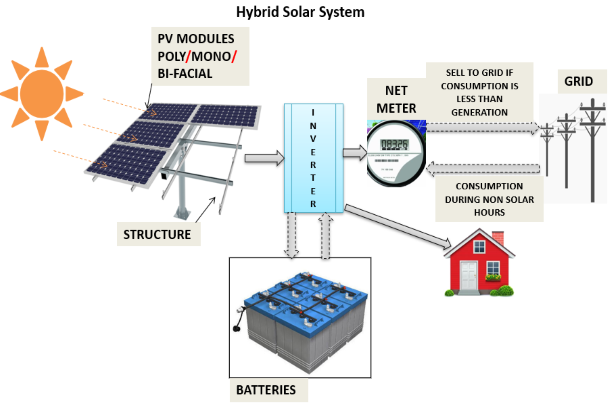 Hybrid Solar System
PV MODULES
POLY/MONO/
BI-FACIAL
INVERTER
NET
METER
SELL TO GRID IF
CONSUMPTION IS
LESS THAN
GENERATION
GRID
CONSUMPTION
DURING NON SOLAR
HOURS
STRUCTURE
BATTERIES